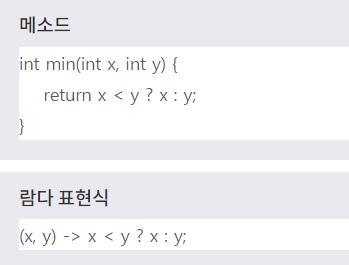 메소드
int min(int x, int y) {
    return x < y ? x : y;
}
람다 표현식
(x, y) -> x < y ? x : y;